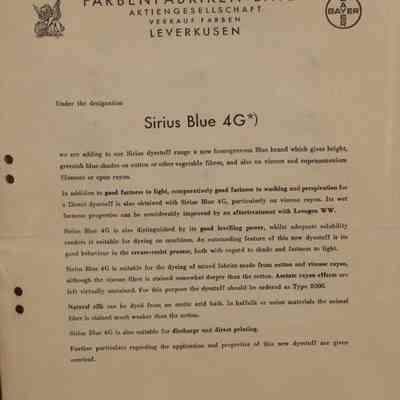 FARBENFABRIKEN BAYER
AKTIENGESELLSCHAFT
VERKAUF FARBEN
LEVERKUSEN
BAYER
Under the designation
Sirius Blue 4G*)
we are adding to our Sirius dyestuff range a new homogeneous Blue brand which gives bright,
greenish blue shades on cotton or other vegetable fibres, and also on viscose and cuprammonium
filament or spun rayon.
In addition to good fastness to light, comparatively good fastness to washing and perspiration for
a Direct dyestuff is also obtained with Sirius Blue 4G, particularly on viscose rayon. Its wet
fastness properties can be considerably improved by an aftertreatment with Levogen WW.
Sirius Blue 4G is also distinguished by its good levelling power, whilst adequate solubility
renders it suitable for dyeing on machines. An outstanding feature of this new dyestuff is its
good behaviour in the crease-resist process, both with regard to shade and fastness to light.
Sirius Blue 4G is suitable for the dyeing of mixed fabrics made from cotton and viscose rayon,
although the viscose fibre is stained somewhat deeper than the cotton. Acetate rayon effects are
left virtually unstained. For this purpose the dyestuff should be ordered as Type
Natural silk can be dyed from an acetic acid bath. In halfsilk or union materials the animal
fibre is stained much weaker than the cotton.
Sirius Blue 4G is also suitable for discharge and direct printing.
Further particulars regarding the application and properties of this new dyestuff are given
overleaf.